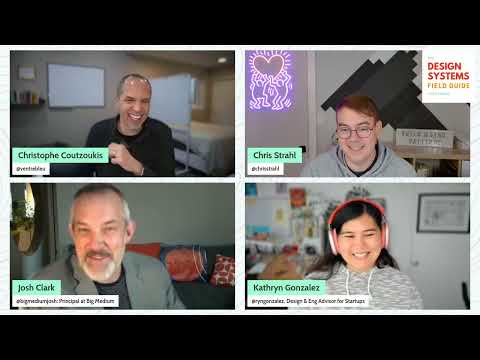 DESIGN
SYSTEMS
FIELD GUIDE
Christophe Coutzoukis
@ventrebleu
Chris Strahl
@chrisstrahl
Josh Clark
@bigmediumjosh: Principal at Big Medium
Kathryn Gonzalez
@ryngonzalez, Design & Eng Advisor for Startups